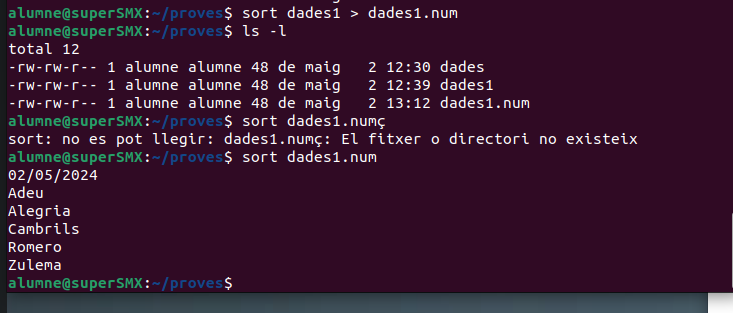 alumne@superSMX:~/proves$ sort dades1 > dades1.num
alumne@superSMX:~/proves$ ls -l
total 12
-rw-rw-r-- 1 alumne alumne 48 de maig   2 12:30 dades
-rw-rw-r-- 1 alumne alumne 48 de maig   2 12:39 dades1
-rw-rw-r-- 1 alumne alumne 48 de maig   2 13:12 dades1.num
alumne@superSMX:~/proves$ sort dades1.numç
sort: no es pot llegir: dades1.numç: El fitxer o directori no existeix
alumne@superSMX:~/proves$ sort dades1.num
02/05/2024
Adeu
Alegria
Cambrils
Romero
Zulema
alumne@superSMX:~/proves$